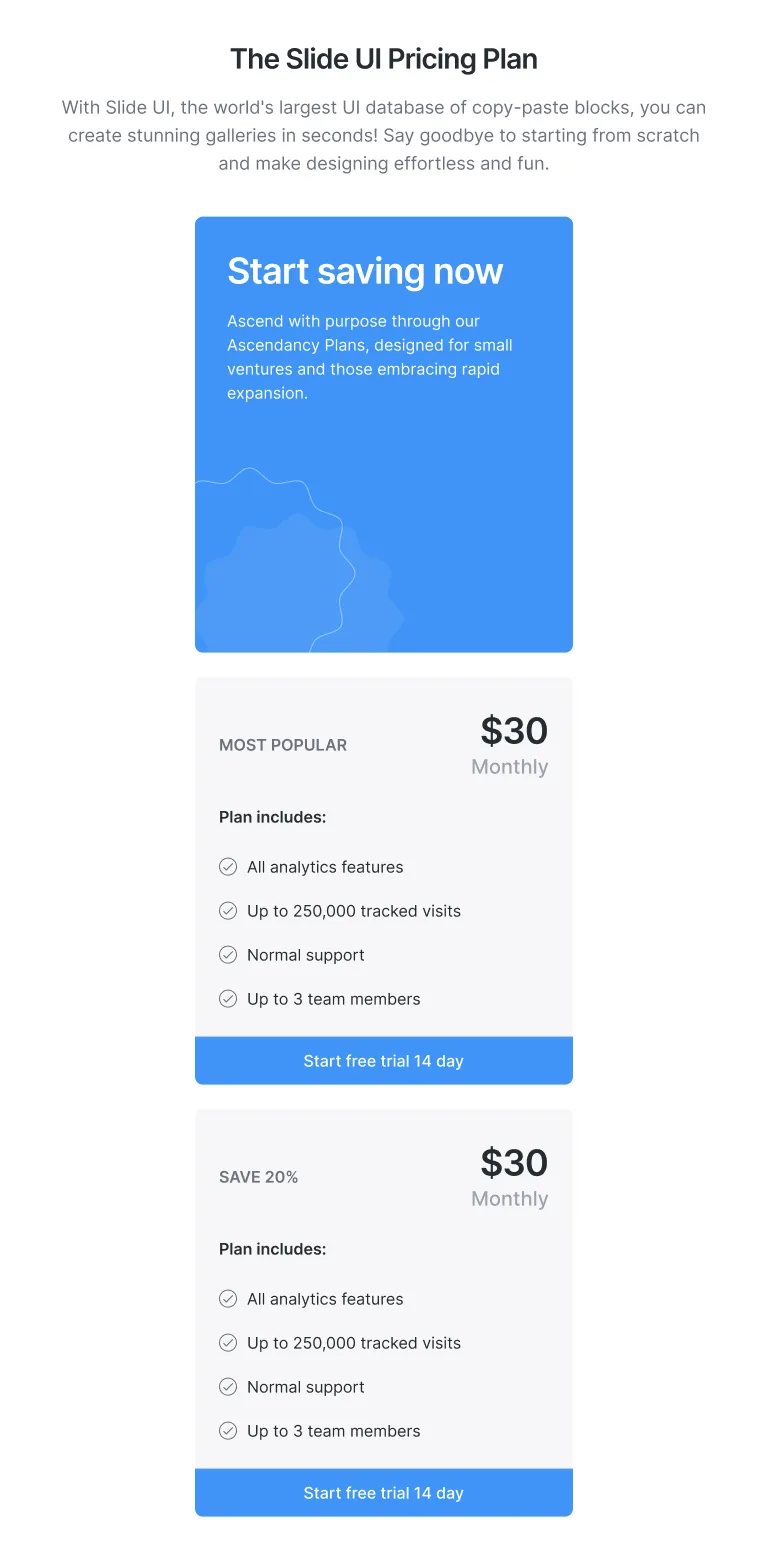 The Slide UI Pricing Plan
With Slide UI, the world's largest UI database of copy-paste blocks, you can
create stunning galleries in seconds! Say goodbye to starting from scratch
and make designing effortless and fun.
Start saving now
Ascend with purpose through our
Ascendancy Plans, designed for small
ventures and those embracing rapid
expansion.
MOST POPULAR
$30
Monthly
Plan includes:
All analytics features
Up to 250,000 tracked visits
Normal support
Up to 3 team members
Start free trial 14 day
SAVE 20%
$30
Monthly
Plan includes:
All analytics features
Up to 250,000 tracked visits
Normal support
Up to 3 team members
Start free trial 14 day